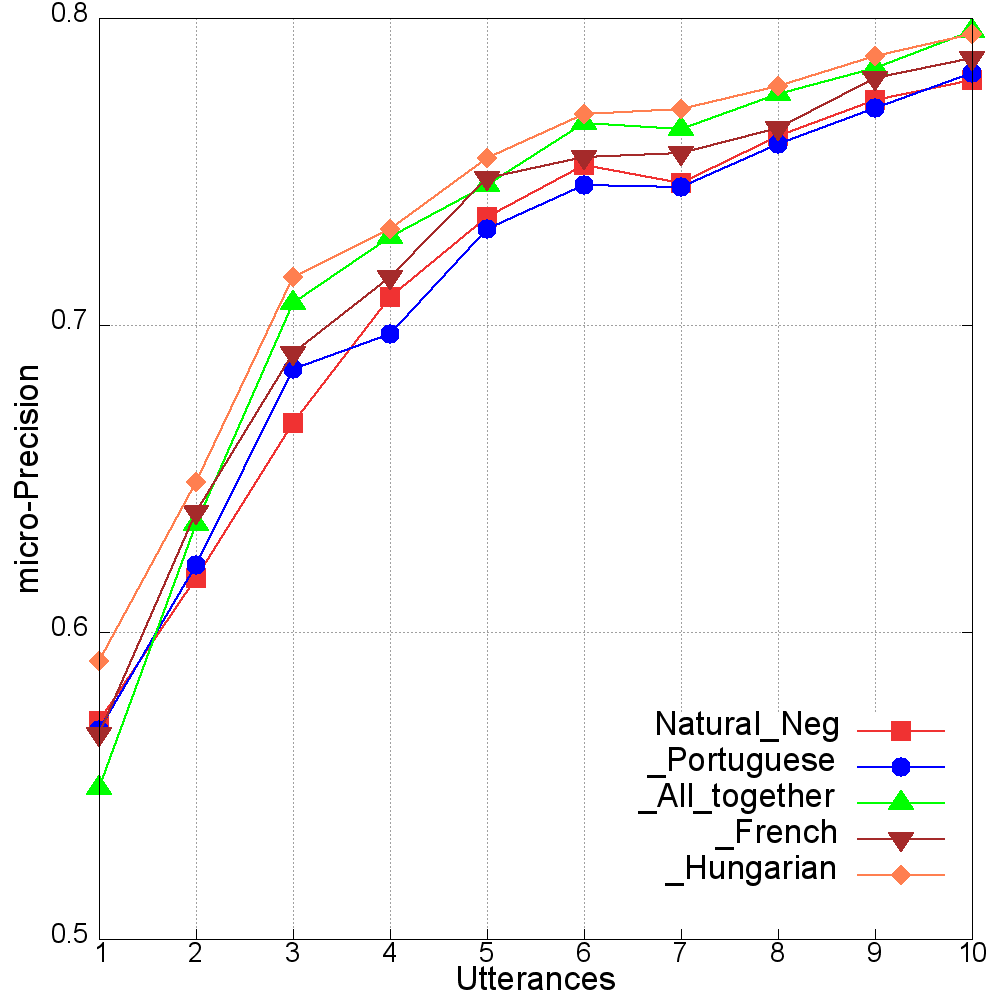 0.8
0.7
0.6
0.5
micro-Precision
1 2 3 4 5 6 7 8 9 10
Utterances
Natural_Neg
_Portuguese
_All_together
_French
_Hungarian